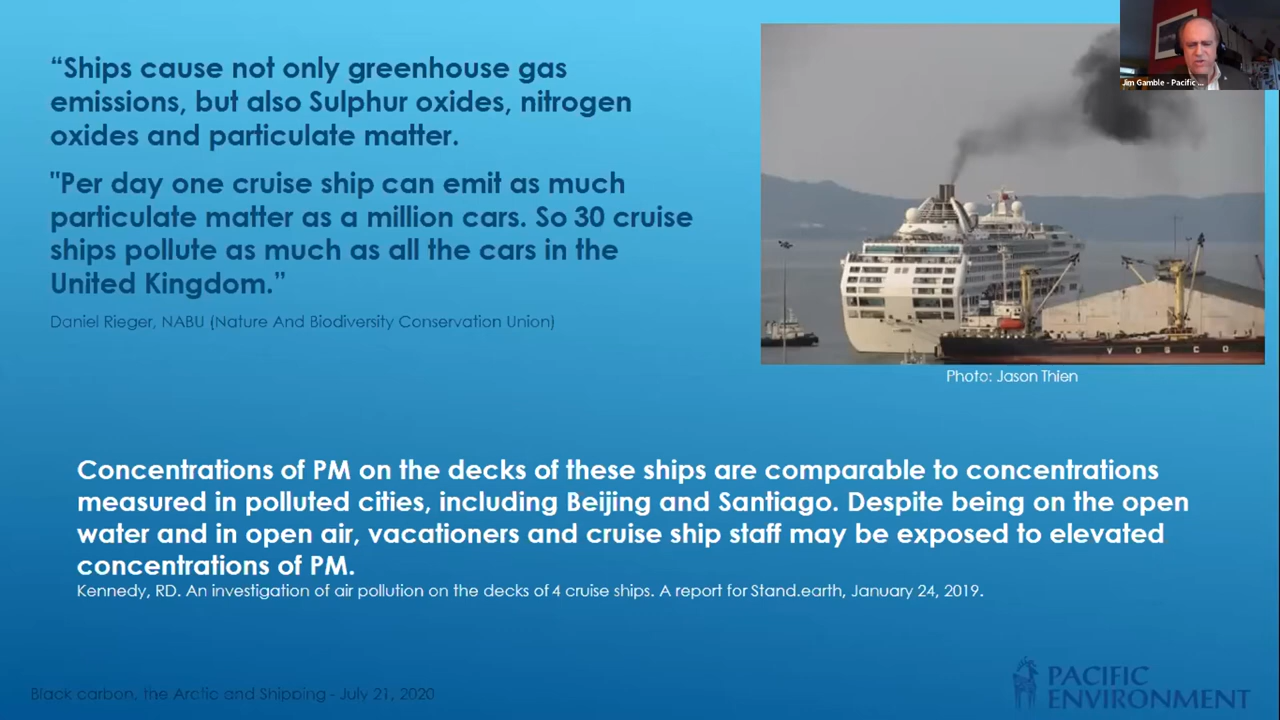 Jim Gamble - Pacific ...
“Ships cause not only greenhouse gas
emissions, but also Sulphur oxides, nitrogen
oxides and particulate matter.
"Per day one cruise ship can emit as much
particulate matter as a million cars. So 30 cruise
ships pollute as much as all the cars in the
United Kingdom.”
Daniel Rieger, NABU (Nature And Biodiversity Conservation Union)
VOSCO
Photo: Jason Thien
Concentrations of PM on the decks of these ships are comparable to concentrations
measured in polluted cities, including Beijing and Santiago. Despite being on the open
water and in open air, vacationers and cruise ship staff may be exposed to elevated
concentrations of PM.
Kennedy, RD. An investigation of air pollution on the decks of 4 cruise ships. A report for Stand.earth, January 24, 2019.
Black carbon, the Arctic and Shipping - July 21, 2020
PACIFIC
ENVIRONMENT